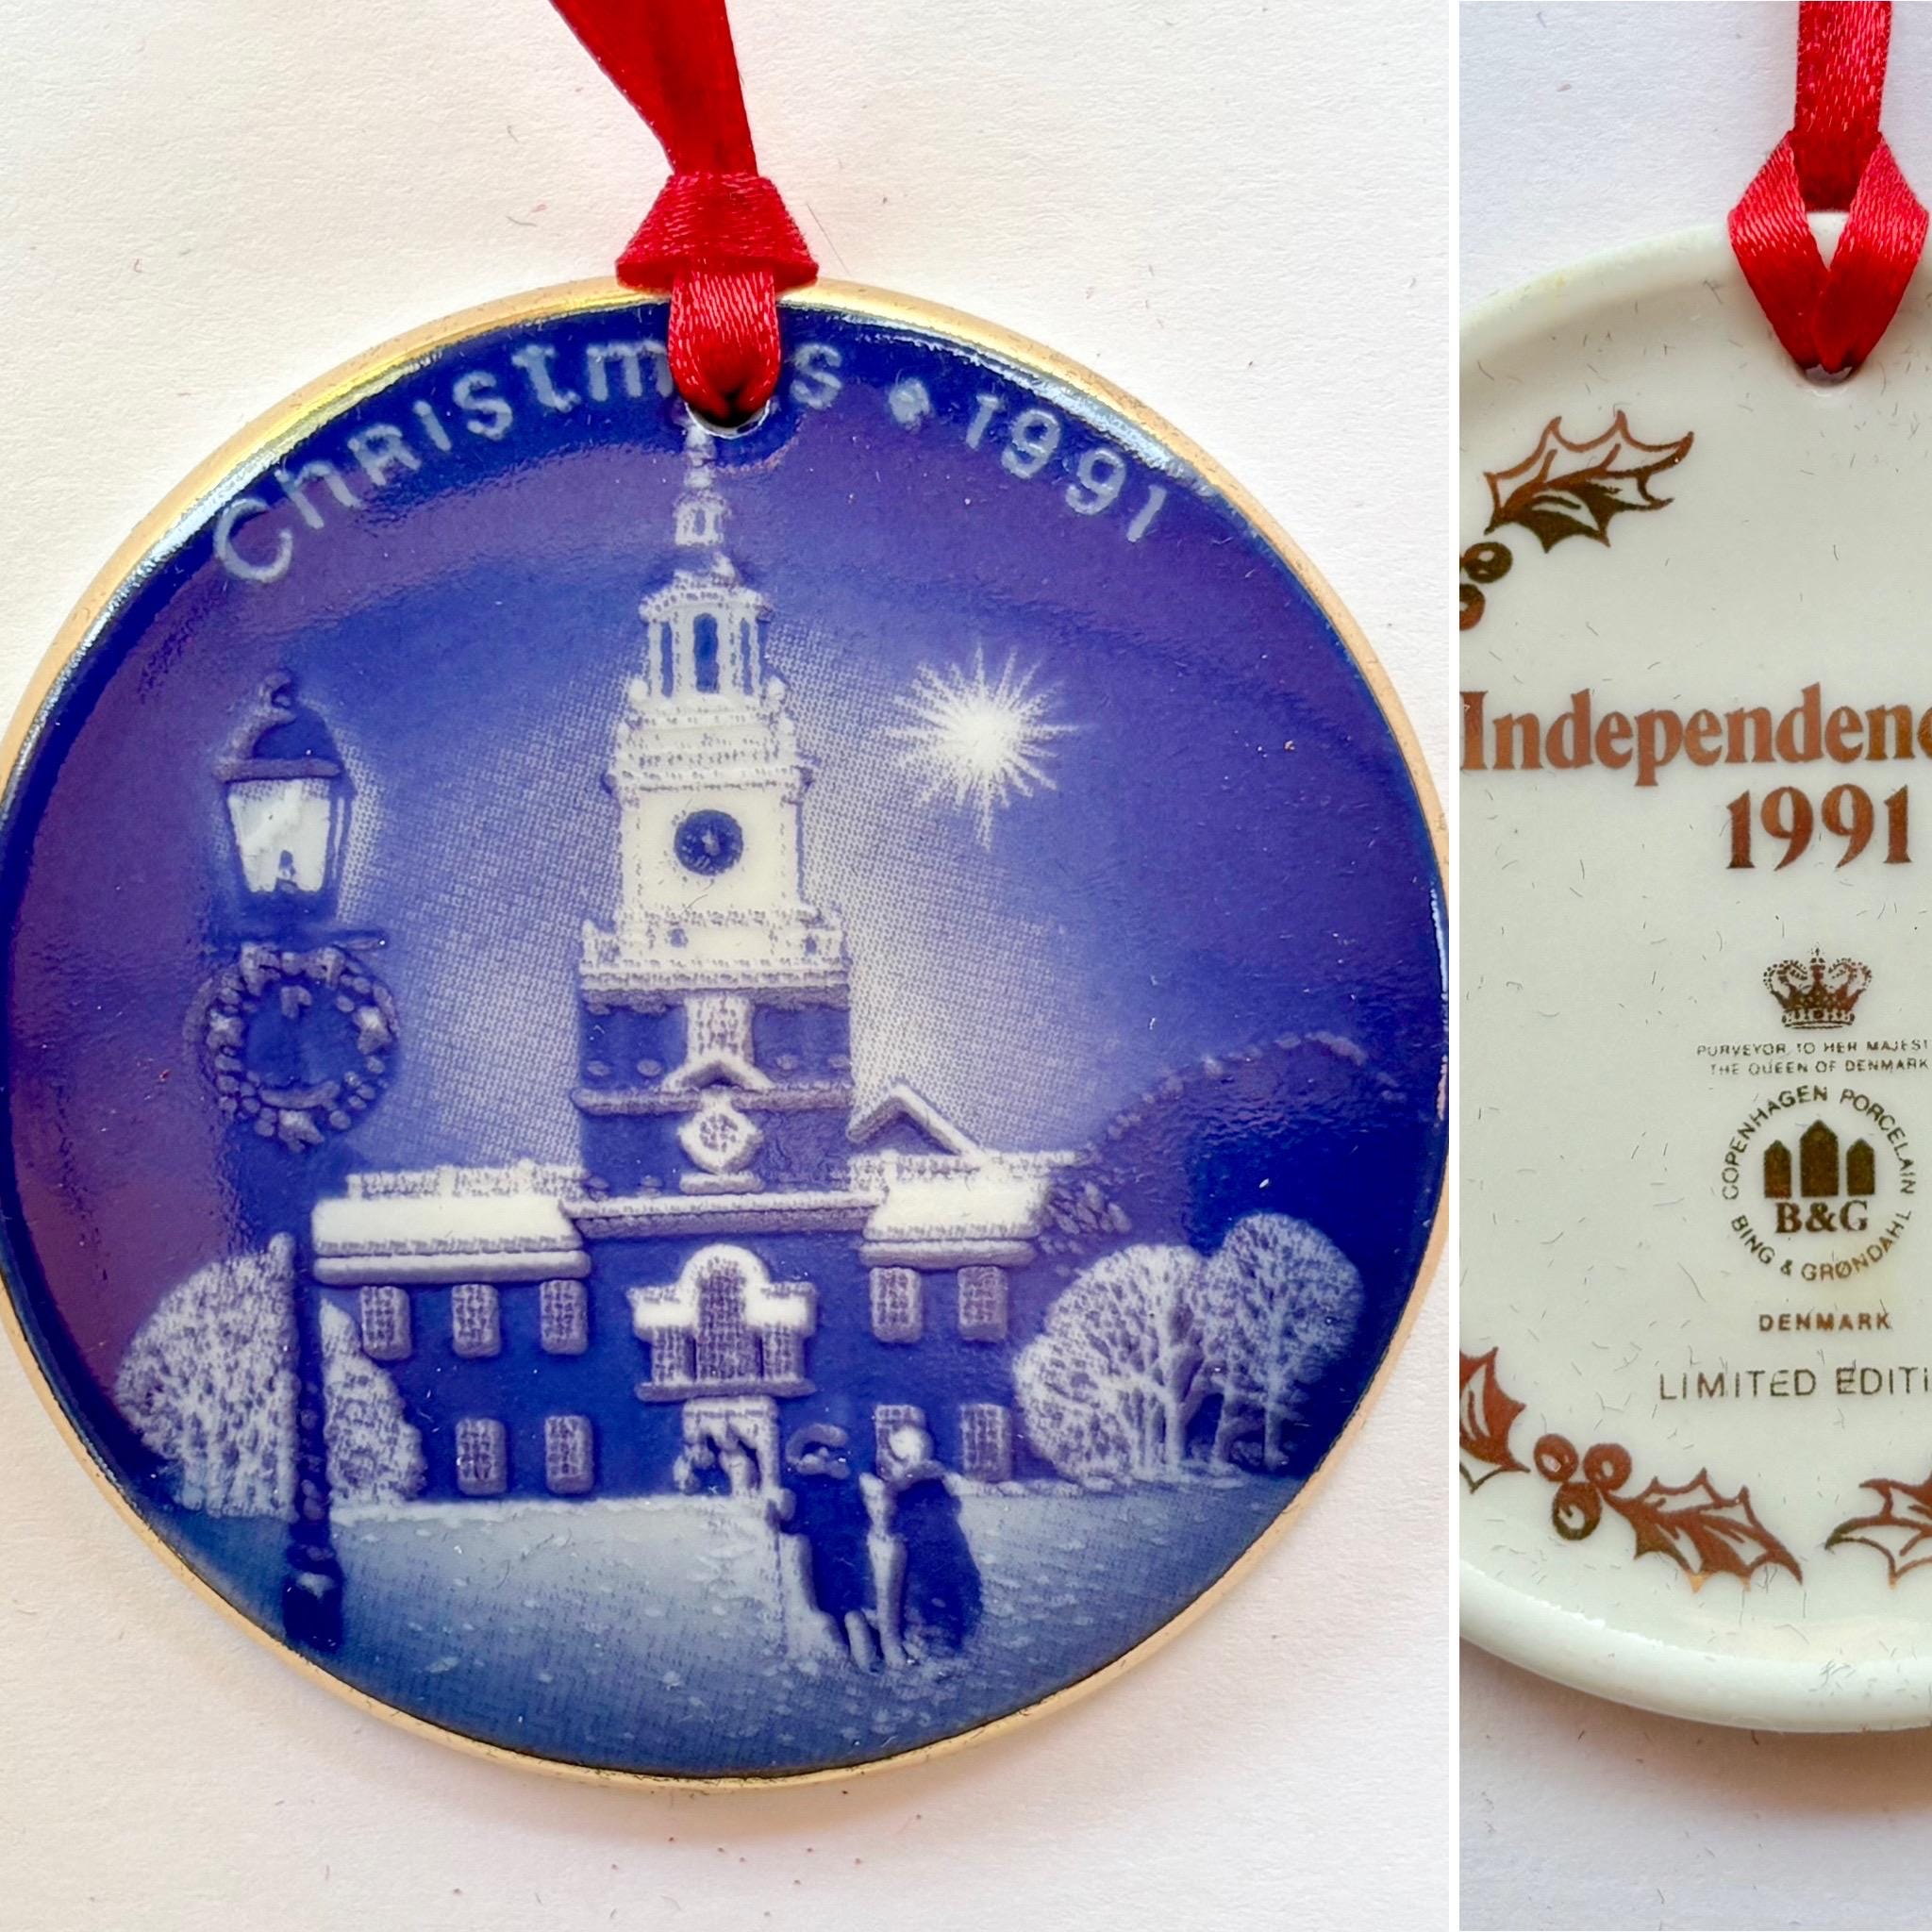 Christmas • 1991
Independenc
1991
PURVEYOR TO HER MAJEST
THE QUEEN OF DENMARK
COPENHAGEN PORCELAIN
B&G
BING & GRØNDAHL
DENMARK
LIMITED EDITI